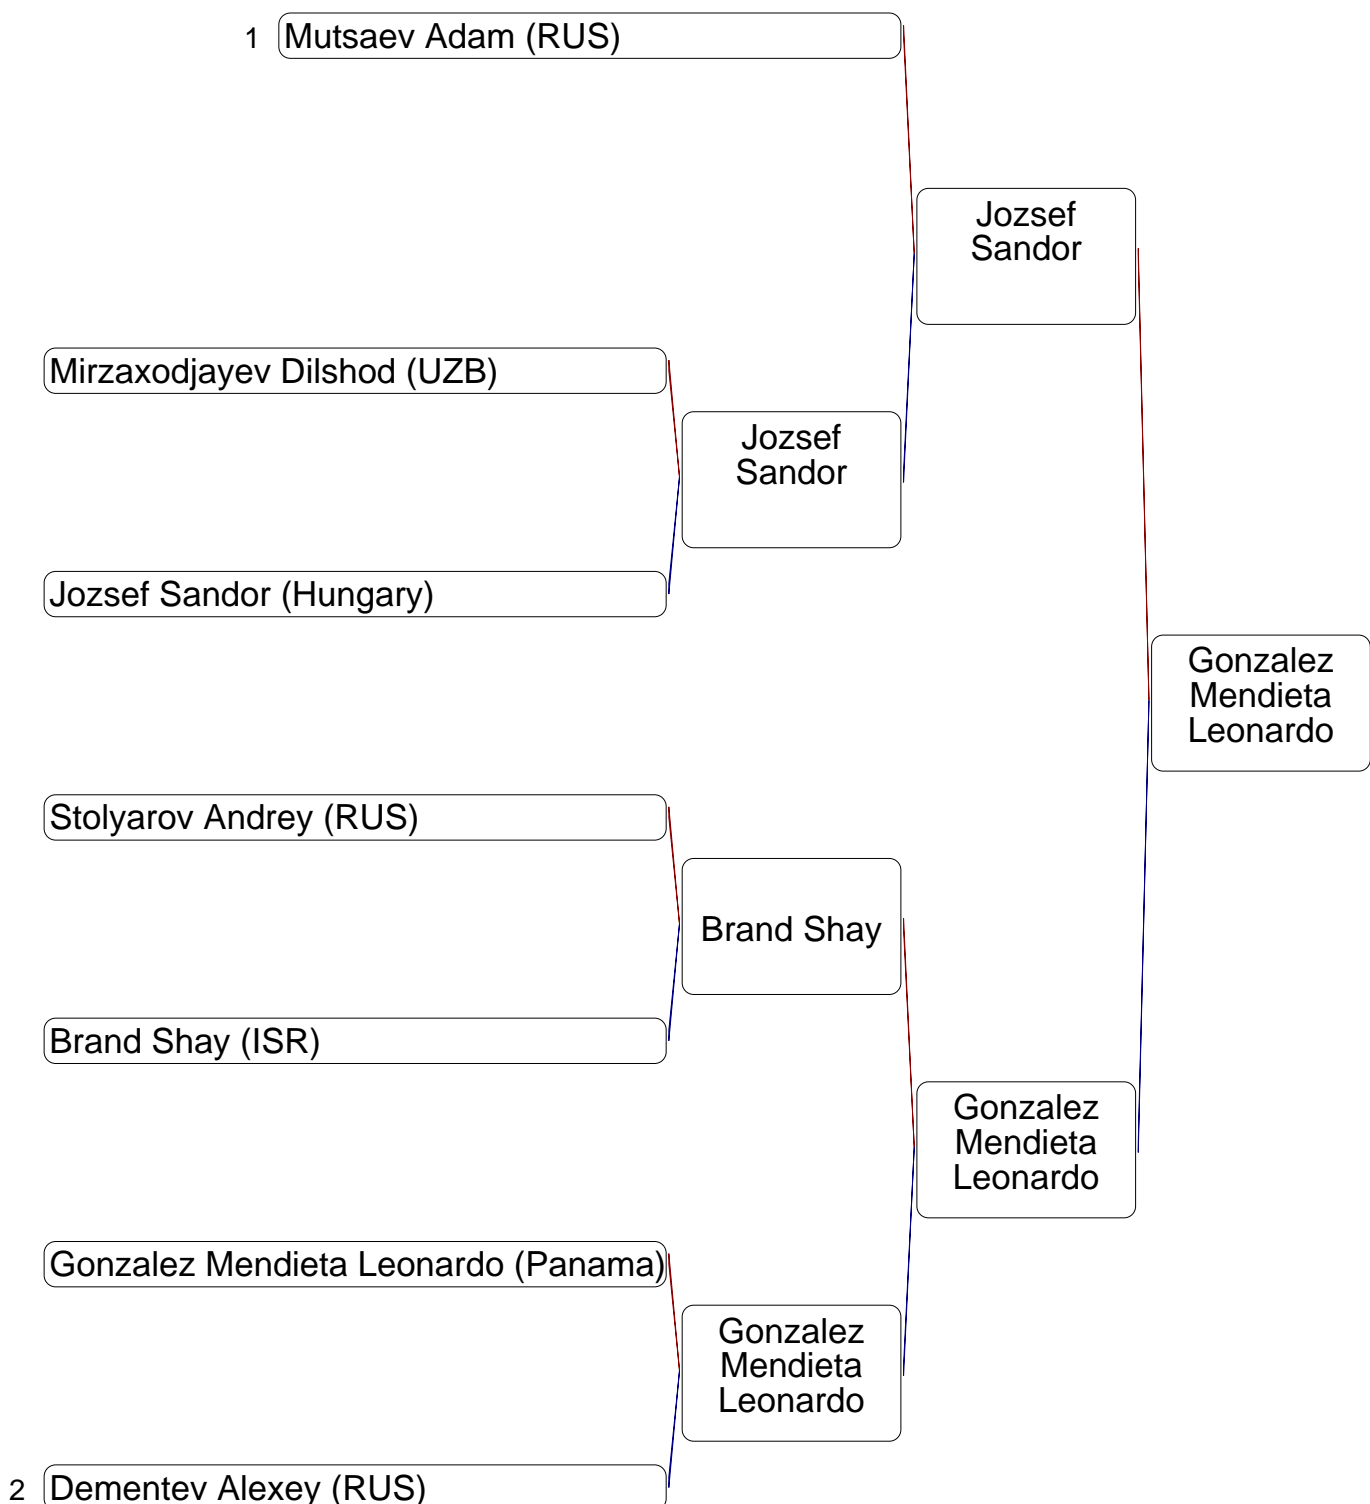 1 Mutsaev Adam (RUS)
Jozsef
Sandor
Mirzaxodjayev Dilshod (UZB)
Jozsef
Sandor
Jozsef Sandor (Hungary)
Gonzalez
Mendieta
Leonardo
Stolyarov Andrey (RUS)
Brand Shay
Brand Shay (ISR)
Gonzalez
Mendieta
Leonardo
Gonzalez Mendieta Leonardo (Panama)
Gonzalez
Mendieta
Leonardo
2 Dementev Alexey (RUS)